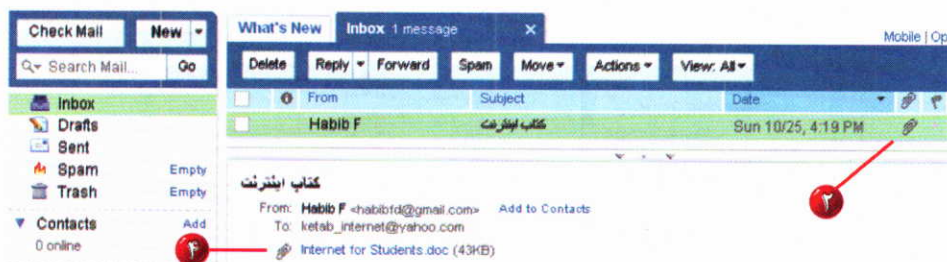 What's New Inbox 1 message X
Check Mail New
Mobile | Op
Search Mail... Go
Delete Reply Forward Spam Move Actions View: All
From Subject Date
Inbox
Habib F کتاب اینترنت Sun 10/25, 4:19 PM
Drafts
Sent
Spam Empty
کتاب اینترنت
Trash Empty
۳
From: Habib F <habibfd@gmail.com> Add to Contacts
Contacts Add
To: ketab_internet@yahoo.com
0 online
۴
Internet for Students.doc (43KB)